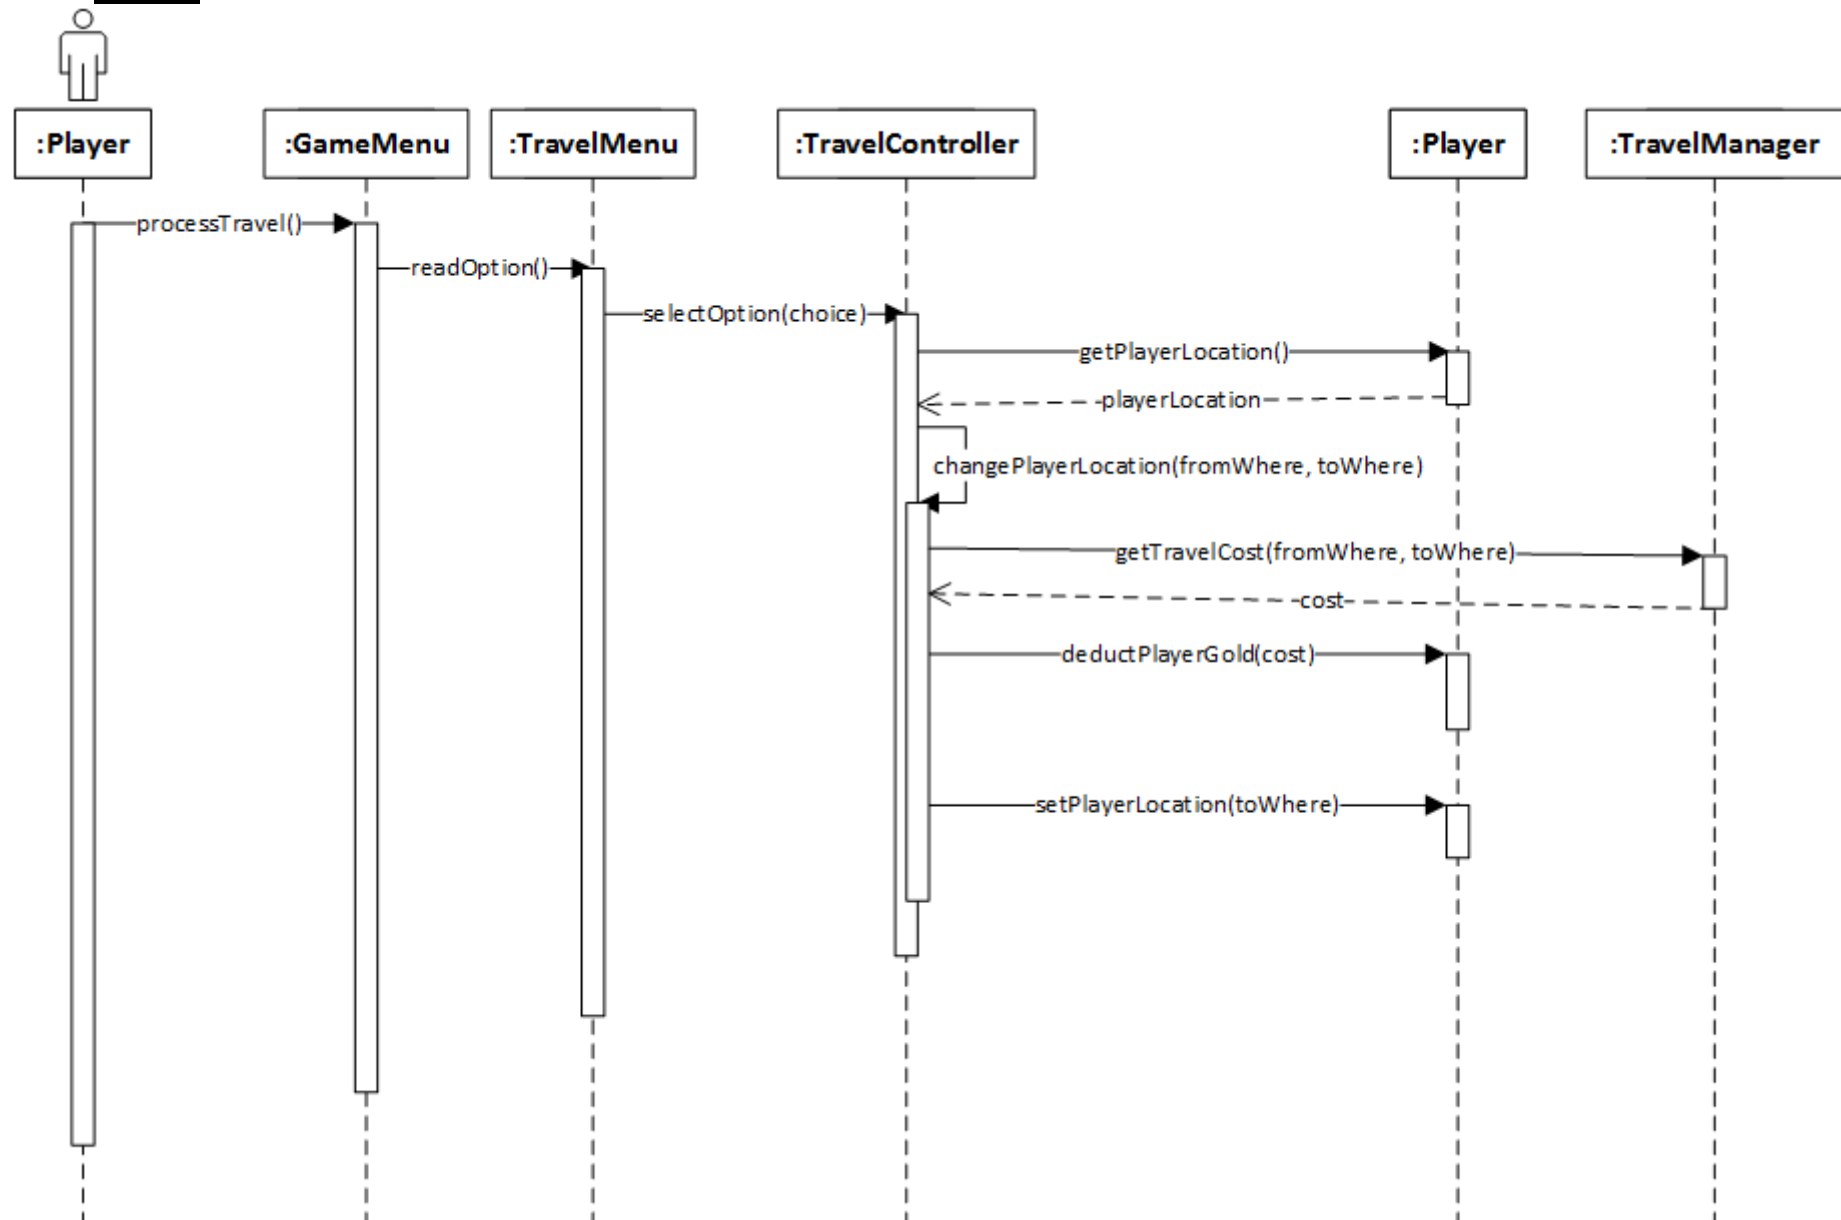 :Player
:GameMenu
:TravelMenu
:TravelController
:Player
:TravelManager
processTravel()
readOption()
selectOption(choice)
getPlayerLocation()
playerLocation
changePlayerLocation(fromWhere, toWhere)
getTravelCost(fromWhere, toWhere)
cost
deductPlayerGold(cost)
setPlayerLocation(toWhere)